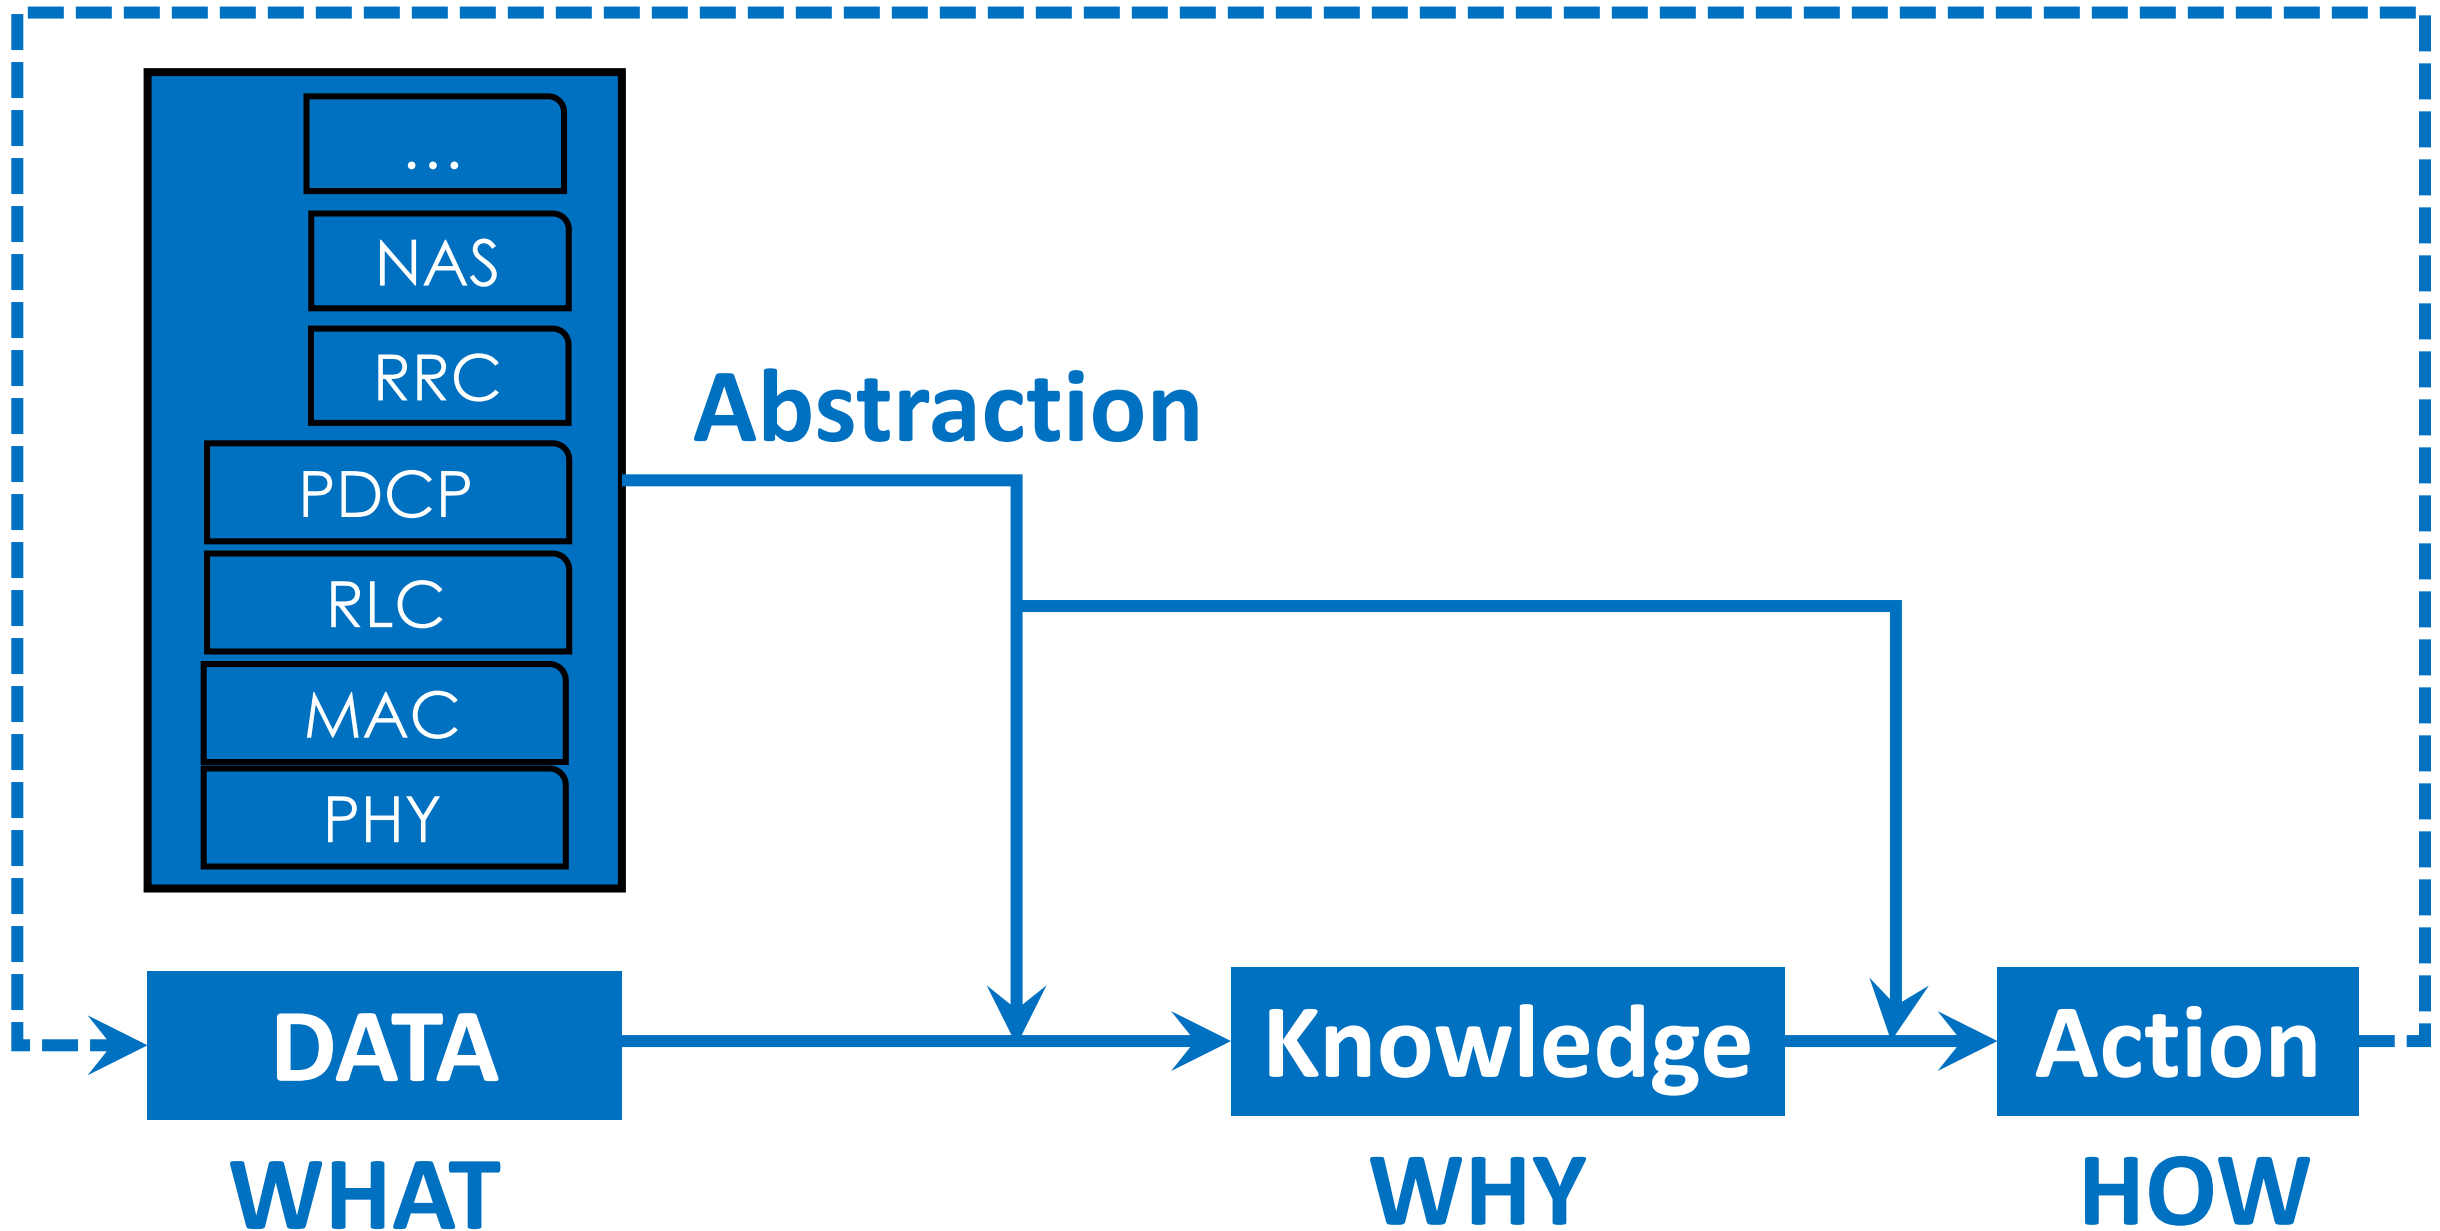 ...
NAS
RRC
PDCP
RLC
MAC
PHY
Abstraction
DATA
Knowledge
Action
WHAT
WHY
HOW